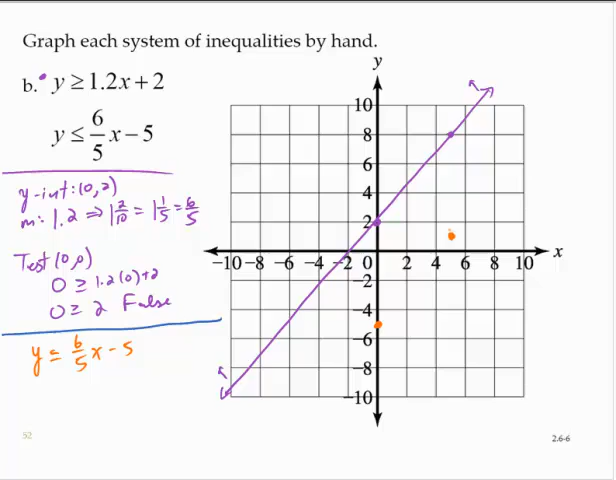 Graph each system of inequalities by hand.
b. y ≥ 1.2x + 2
y ≤ 6/5 x − 5
y-int: (0, 2)
m: 1.2 ⇒ 1 2/10 = 1 1/5 = 6/5
Test (0,0)
0 ≥ 1.2(0)+2
0 ≥ 2 False
y ≤ 6/5 x − 5
y
10
8
6
4
2
−10 −8 −6 −4 −2 0 2 4 6 8 10 x
−2
−4
−6
−8
−10
52
2.6-6